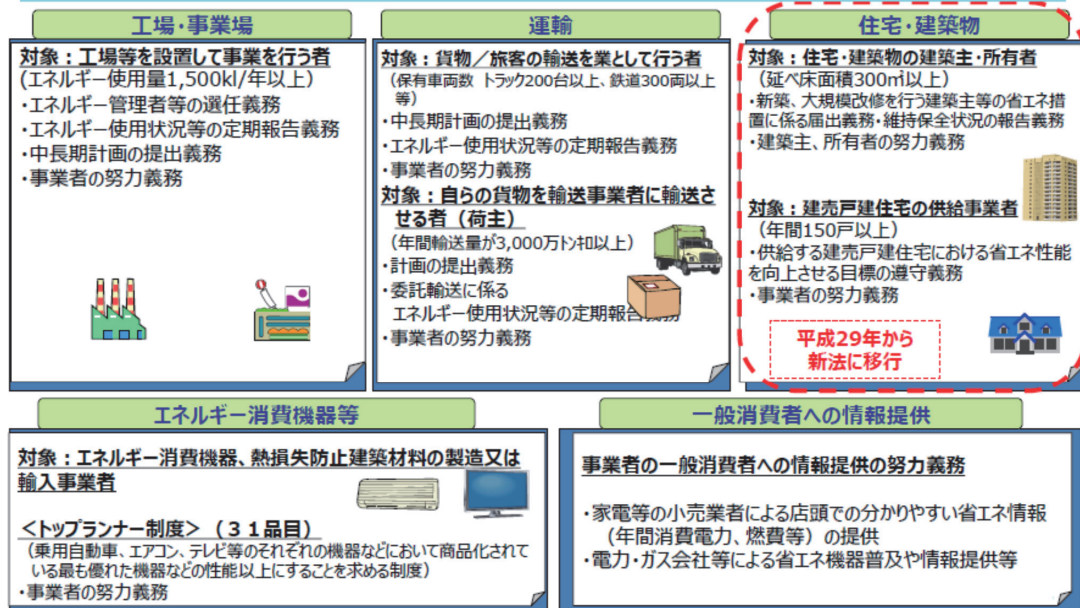 工場・事業場
対象：工場等を設置して事業を行う者
(エネルギー使用量1,500kl/年以上)
・エネルギー管理者等の選任義務
・エネルギー使用状況等の定期報告義務
・中長期計画の提出義務
・事業者の努力義務
運輸
対象：貨物／旅客の輸送を業として行う者
（保有車両数　トラック200台以上、鉄道300両以上
等）
・中長期計画の提出義務
・エネルギー使用状況等の定期報告義務
・事業者の努力義務
対象：自らの貨物を輸送事業者に輸送さ
せる者（荷主）
（年間輸送量が3,000万ﾄﾝｷﾛ以上）
・計画の提出義務
・委託輸送に係る
エネルギー使用状況等の定期報告義務
・事業者の努力義務
住宅・建築物
対象：住宅・建築物の建築主・所有者
（延べ床面積300㎡以上）
・新築、大規模改修を行う建築主等の省エネ措
置に係る届出義務・維持保全状況の報告義務
・建築主、所有者の努力義務
対象：建売戸建住宅の供給事業者
（年間150戸以上）
・供給する建売戸建住宅における省エネ性能
を向上させる目標の遵守義務
・事業者の努力義務
平成29年から
新法に移行
エネルギー消費機器等
対象：エネルギー消費機器、熱損失防止建築材料の製造又は
輸入事業者
＜トップランナー制度＞（３１品目）
（乗用自動車、エアコン、テレビ等のそれぞれの機器などにおいて商品化されて
いる最も優れた機器などの性能以上にすることを求める制度）
・事業者の努力義務
一般消費者への情報提供
事業者の一般消費者への情報提供の努力義務
・家電等の小売業者による店頭での分かりやすい省エネ情報
（年間消費電力、燃費等）の提供
・電力・ガス会社等による省エネ機器普及や情報提供等